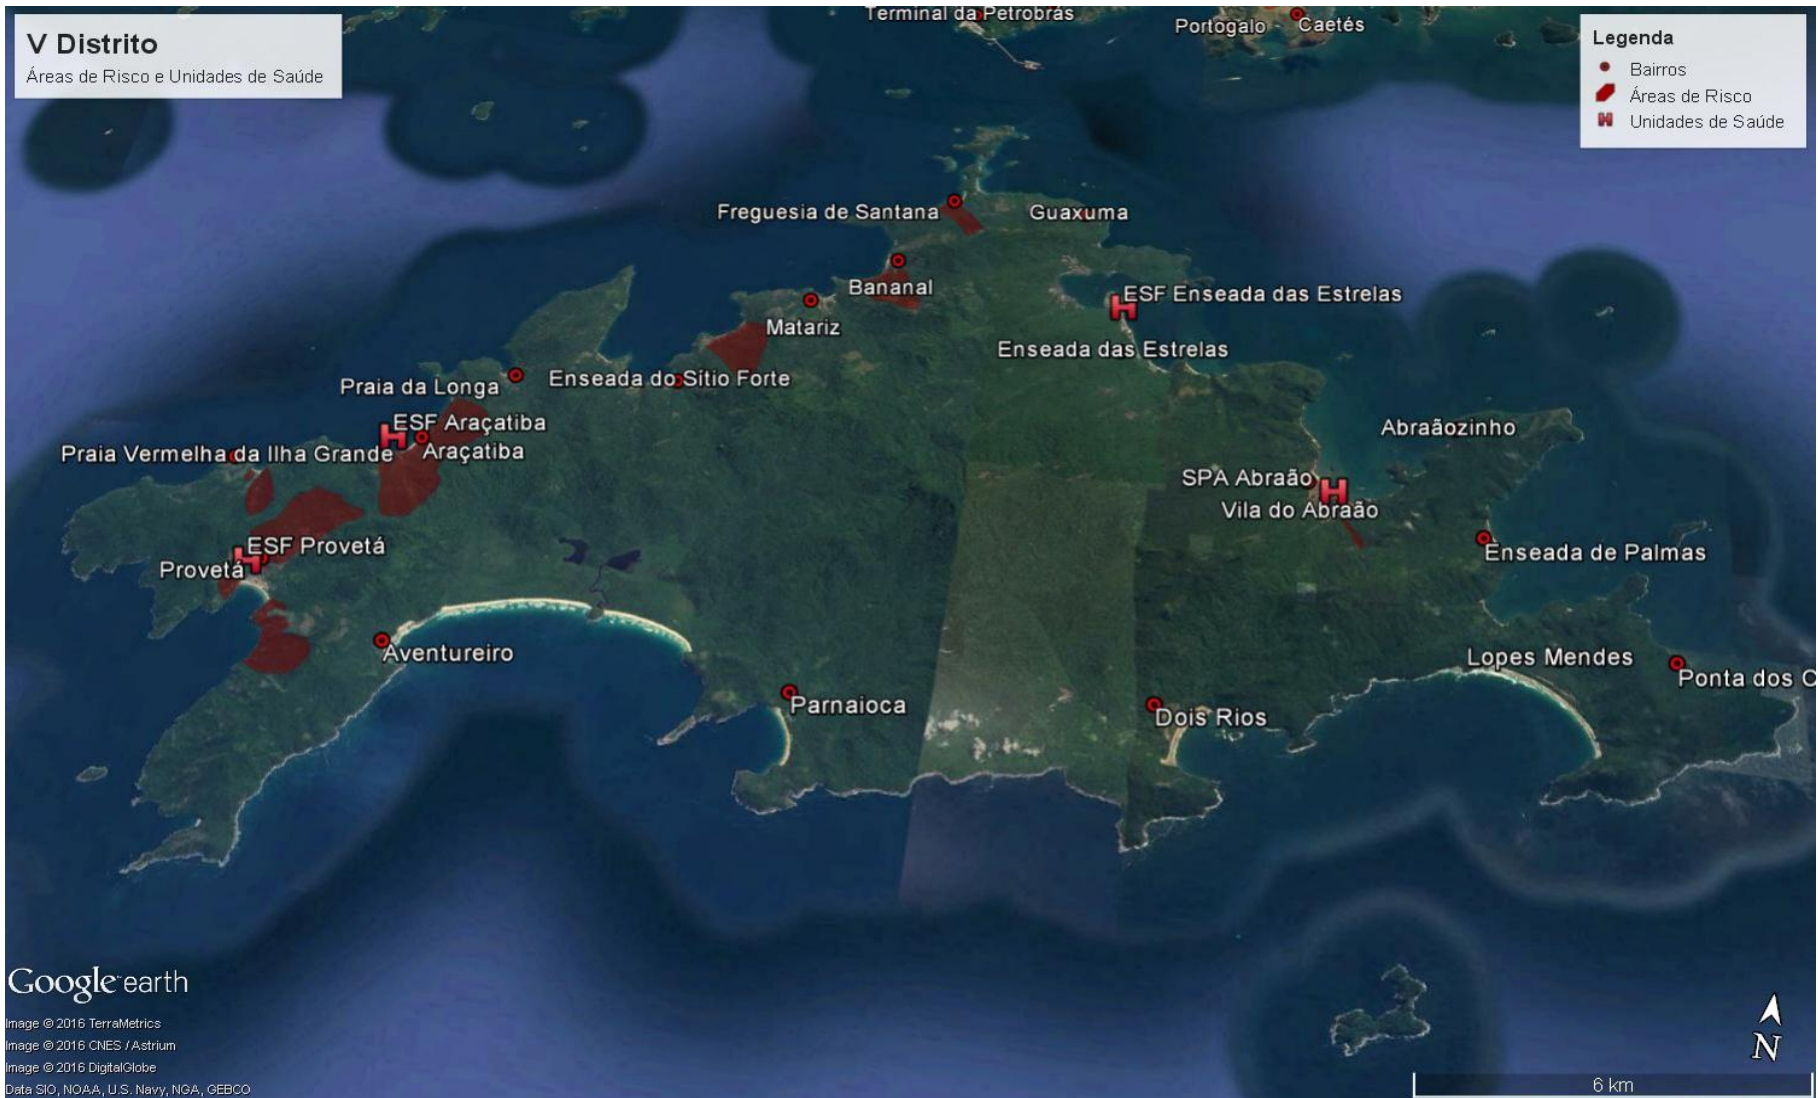 Terminal da Petrobrás
Portogalo
Caetés
V Distrito
Áreas de Risco e Unidades de Saúde
Legenda
Bairros
Áreas de Risco
Unidades de Saúde
Freguesia de Santana
Guaxuma
Bananal
ESF Enseada das Estrelas
Matariz
Enseada das Estrelas
Praia da Longa
Enseada do Sítio Forte
ESF Araçatiba
Abraãozinho
Praia Vermelha da Ilha Grande
Araçatiba
SPA Abraão
Vila do Abraão
ESF Provetá
Enseada de Palmas
Provetá
Aventureiro
Lopes Mendes
Ponta dos C
Parnaioca
Dois Rios
Google earth
Image © 2016 TerraMetrics
Image © 2016 CNES / Astrium
Image © 2016 DigitalGlobe
Data SIO, NOAA, U.S. Navy, NGA, GEBCO
N
6 km